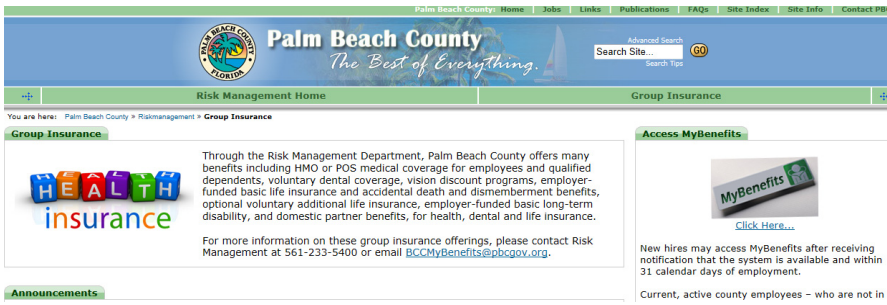 Palm Beach County: Home | Jobs | Links | Publications | FAQs | Site Index | Site Info | Contact PB
PALM BEACH COUNTY FLORIDA
Palm Beach County
The Best of Everything.
Advanced Search
Search Site... GO
Search Tips
Risk Management Home
Group Insurance
You are here: Palm Beach County » Riskmanagement » Group Insurance
Group Insurance
HEALTH
insurance
Through the Risk Management Department, Palm Beach County offers many
benefits including HMO or POS medical coverage for employees and qualified
dependents, voluntary dental coverage, vision discount programs, employer-
funded basic life insurance and accidental death and dismemberment benefits,
optional voluntary additional life insurance, employer-funded basic long-term
disability, and domestic partner benefits, for health, dental and life insurance.
For more information on these group insurance offerings, please contact Risk
Management at 561-233-5400 or email BCCMyBenefits@pbcgov.org.
Announcements
Access MyBenefits
MyBenefits
Click Here...
New hires may access MyBenefits after receiving
notification that the system is available and within
31 calendar days of employment.
Current, active county employees – who are not in